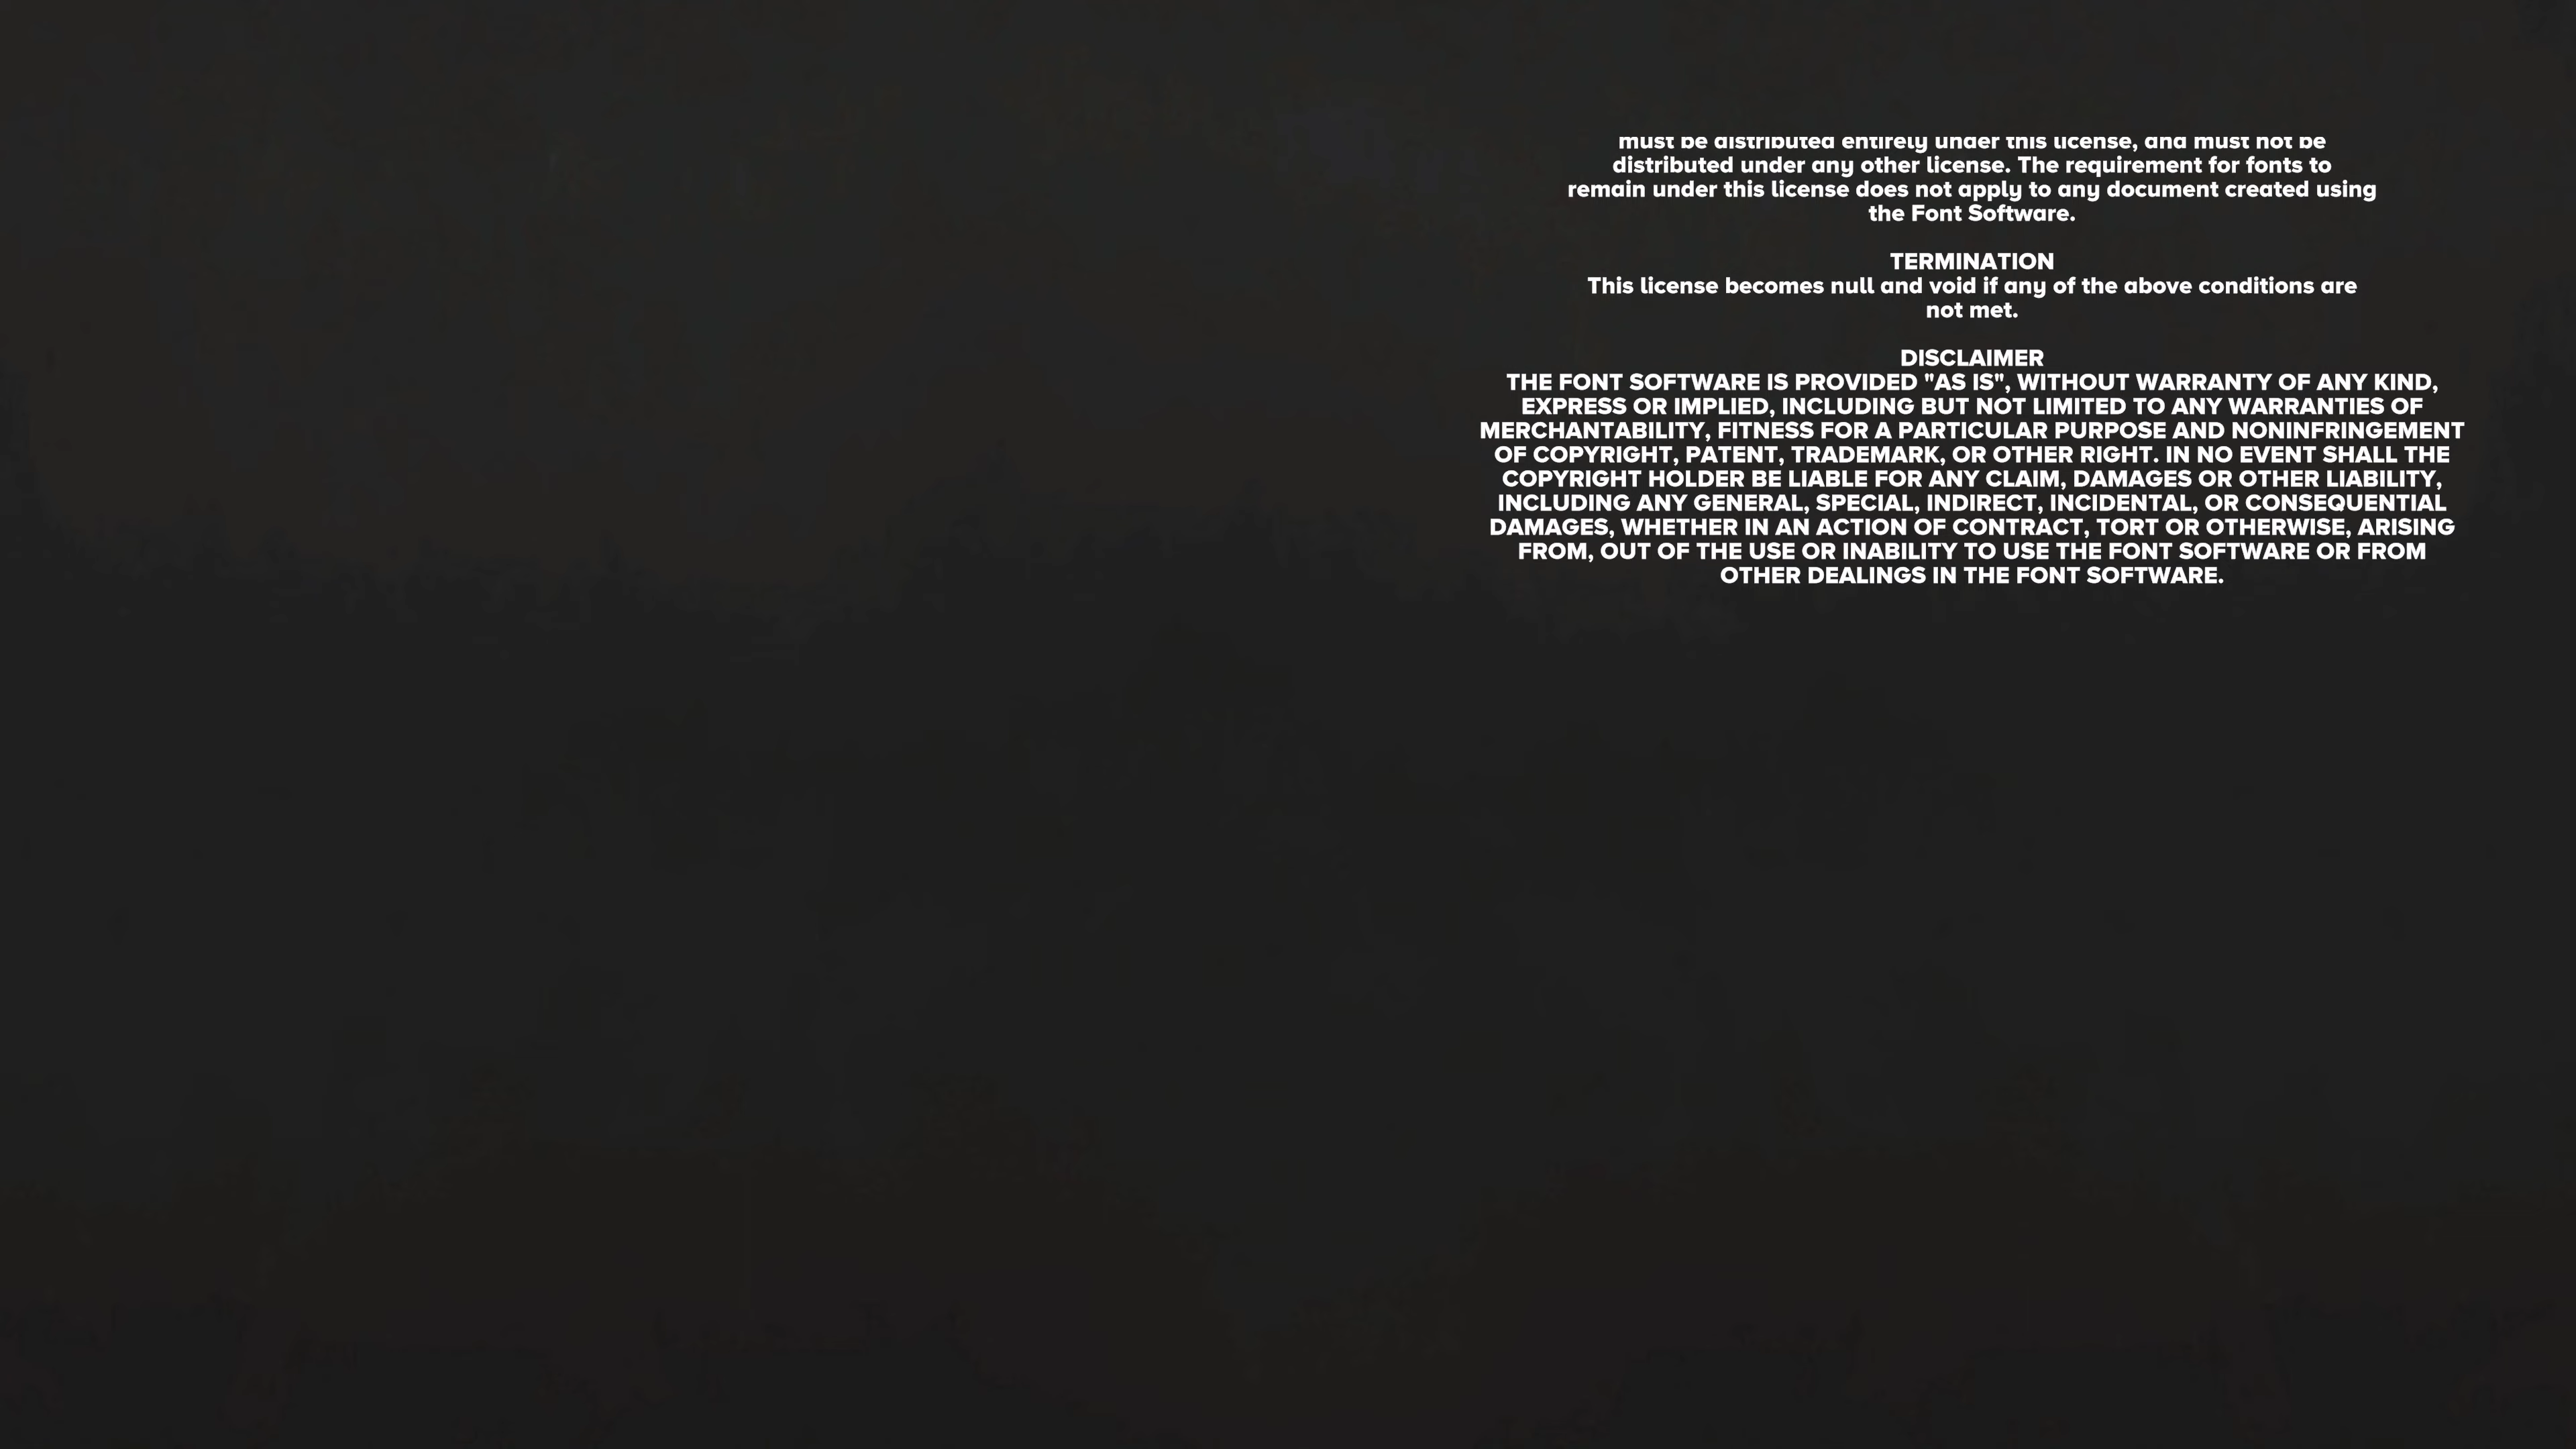 must be distributed entirely under this license, and must not be
distributed under any other license. The requirement for fonts to
remain under this license does not apply to any document created using
the Font Software.
TERMINATION
This license becomes null and void if any of the above conditions are
not met.
DISCLAIMER
THE FONT SOFTWARE IS PROVIDED "AS IS", WITHOUT WARRANTY OF ANY KIND,
EXPRESS OR IMPLIED, INCLUDING BUT NOT LIMITED TO ANY WARRANTIES OF
MERCHANTABILITY, FITNESS FOR A PARTICULAR PURPOSE AND NONINFRINGEMENT
OF COPYRIGHT, PATENT, TRADEMARK, OR OTHER RIGHT. IN NO EVENT SHALL THE
COPYRIGHT HOLDER BE LIABLE FOR ANY CLAIM, DAMAGES OR OTHER LIABILITY,
INCLUDING ANY GENERAL, SPECIAL, INDIRECT, INCIDENTAL, OR CONSEQUENTIAL
DAMAGES, WHETHER IN AN ACTION OF CONTRACT, TORT OR OTHERWISE, ARISING
FROM, OUT OF THE USE OR INABILITY TO USE THE FONT SOFTWARE OR FROM
OTHER DEALINGS IN THE FONT SOFTWARE.